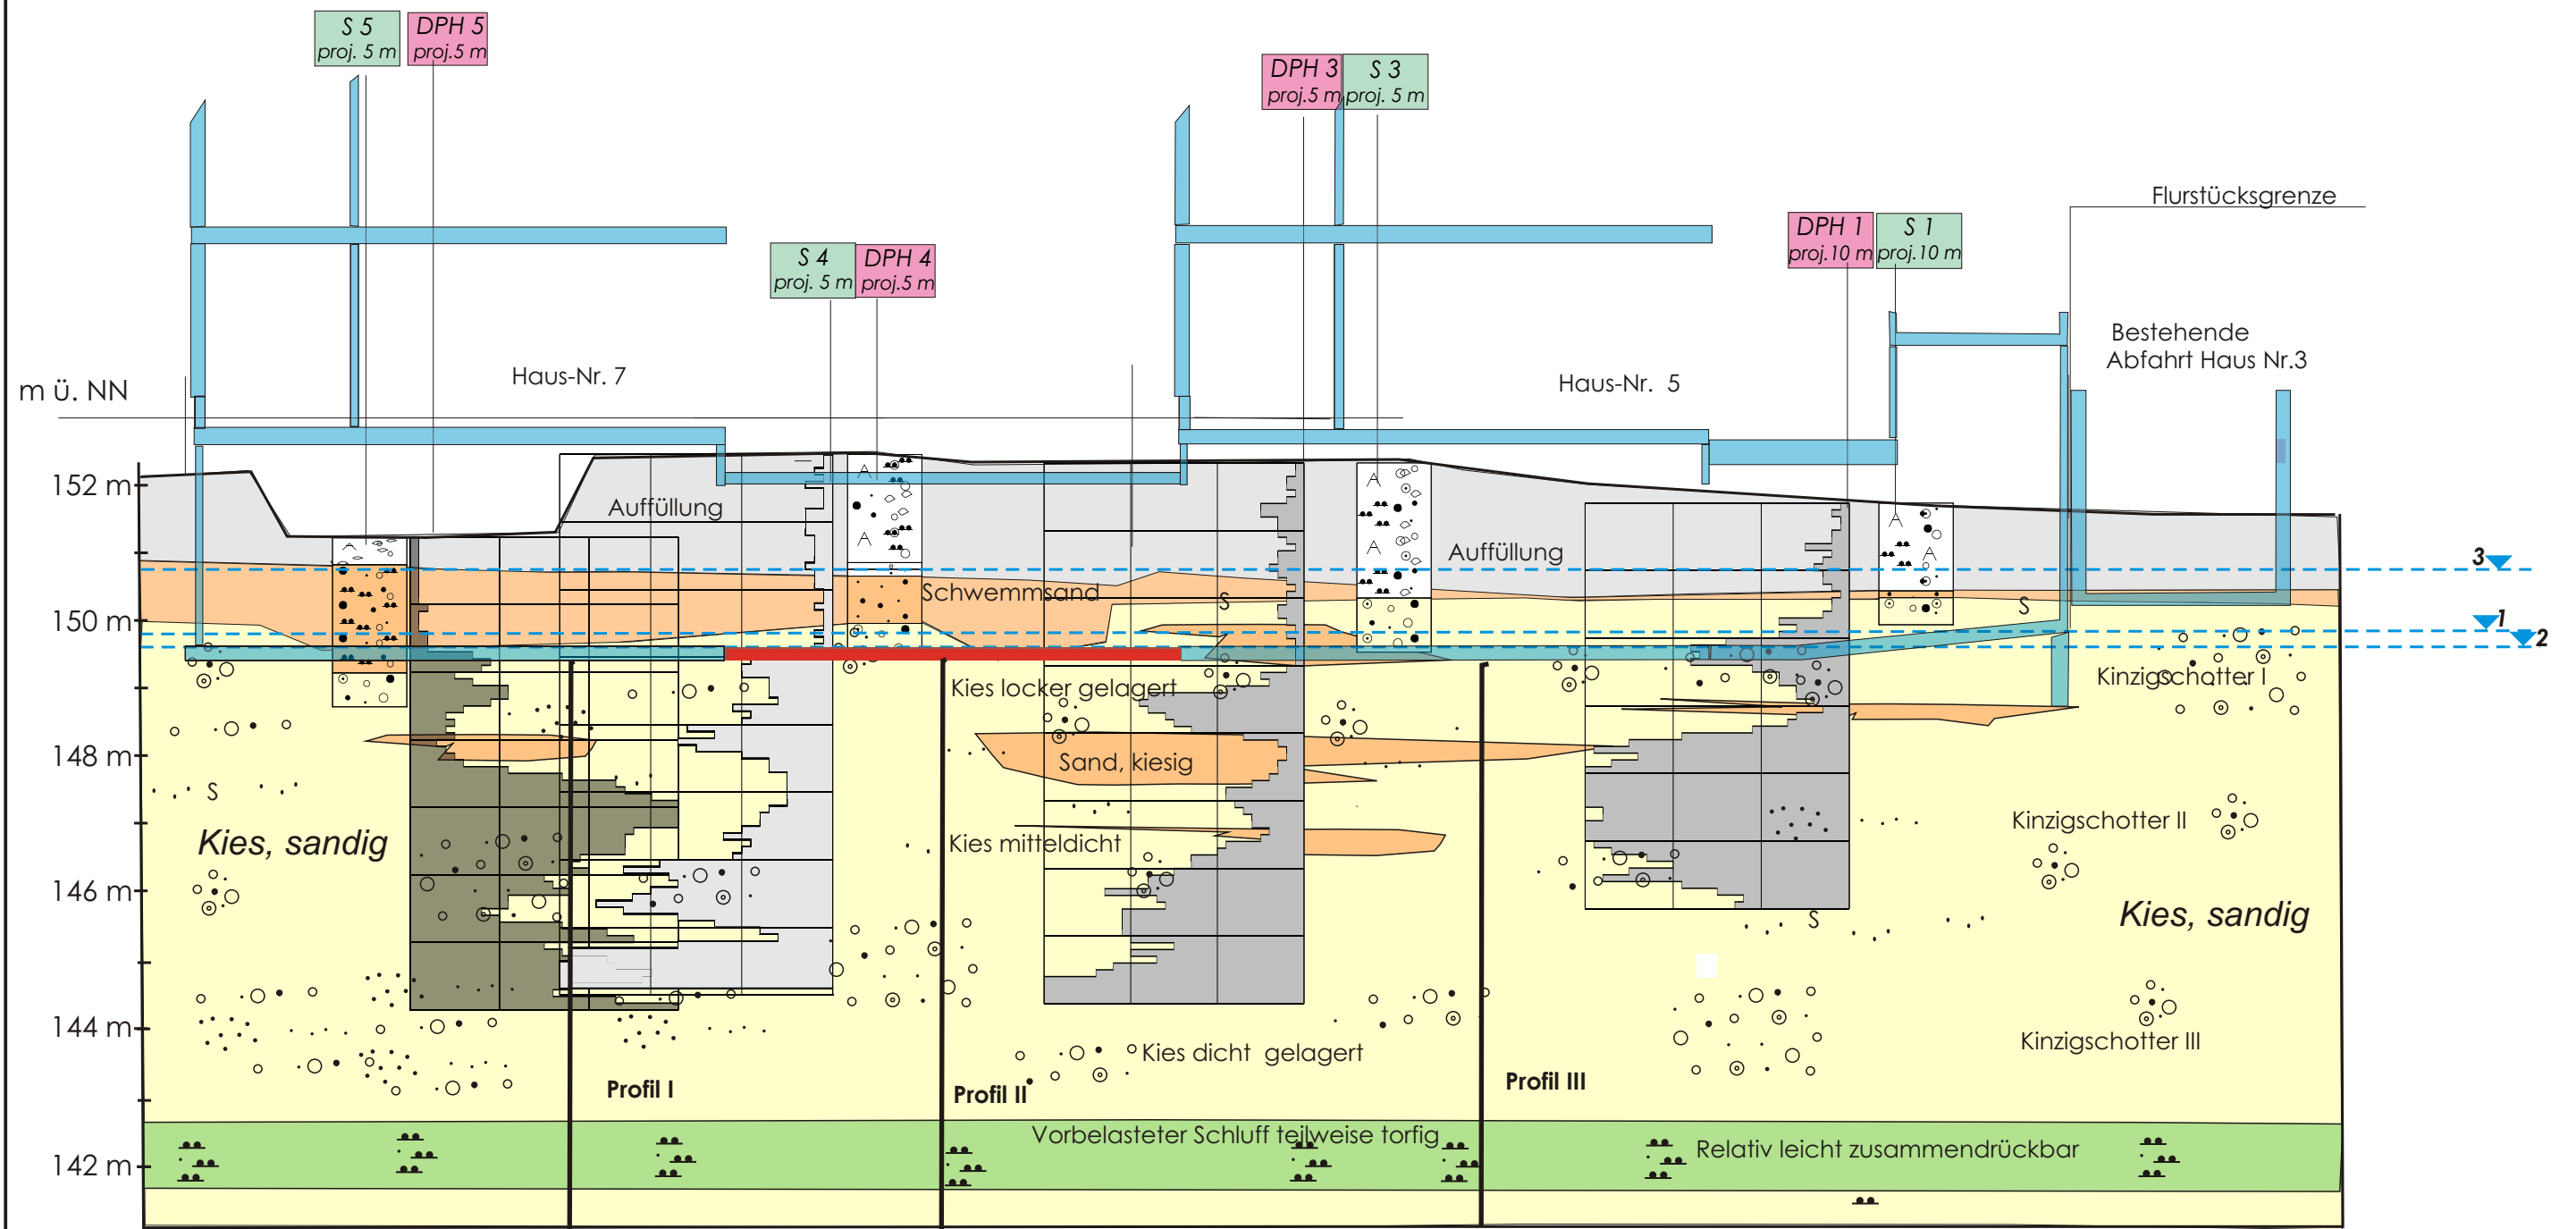 S 5
proj. 5 m
DPH 5
proj.5 m
DPH 3
proj.5 m
S 3
proj. 5 m
Flurstücksgrenze
DPH 1
proj.10 m
S 1
proj.10 m
S 4
proj. 5 m
DPH 4
proj.5 m
Bestehende
Abfahrt Haus Nr.3
m ü. NN
Haus-Nr. 7
Haus-Nr. 5
152 m
Auffüllung
A
A
A
A
A
A
A
Auffüllung
3
150 m
Schwemmsand
S
S
1
2
Kies locker gelagert
Kinzigschotter I
148 m
Sand, kiesig
S
Kies, sandig
Kies mitteldicht
Kinzigschotter II
146 m
S
Kies, sandig
144 m
Kies dicht gelagert
Kinzigschotter III
Profil I
Profil II
Profil III
142 m
Vorbelasteter Schluff teilweise torfig
Relativ leicht zusammendrückbar